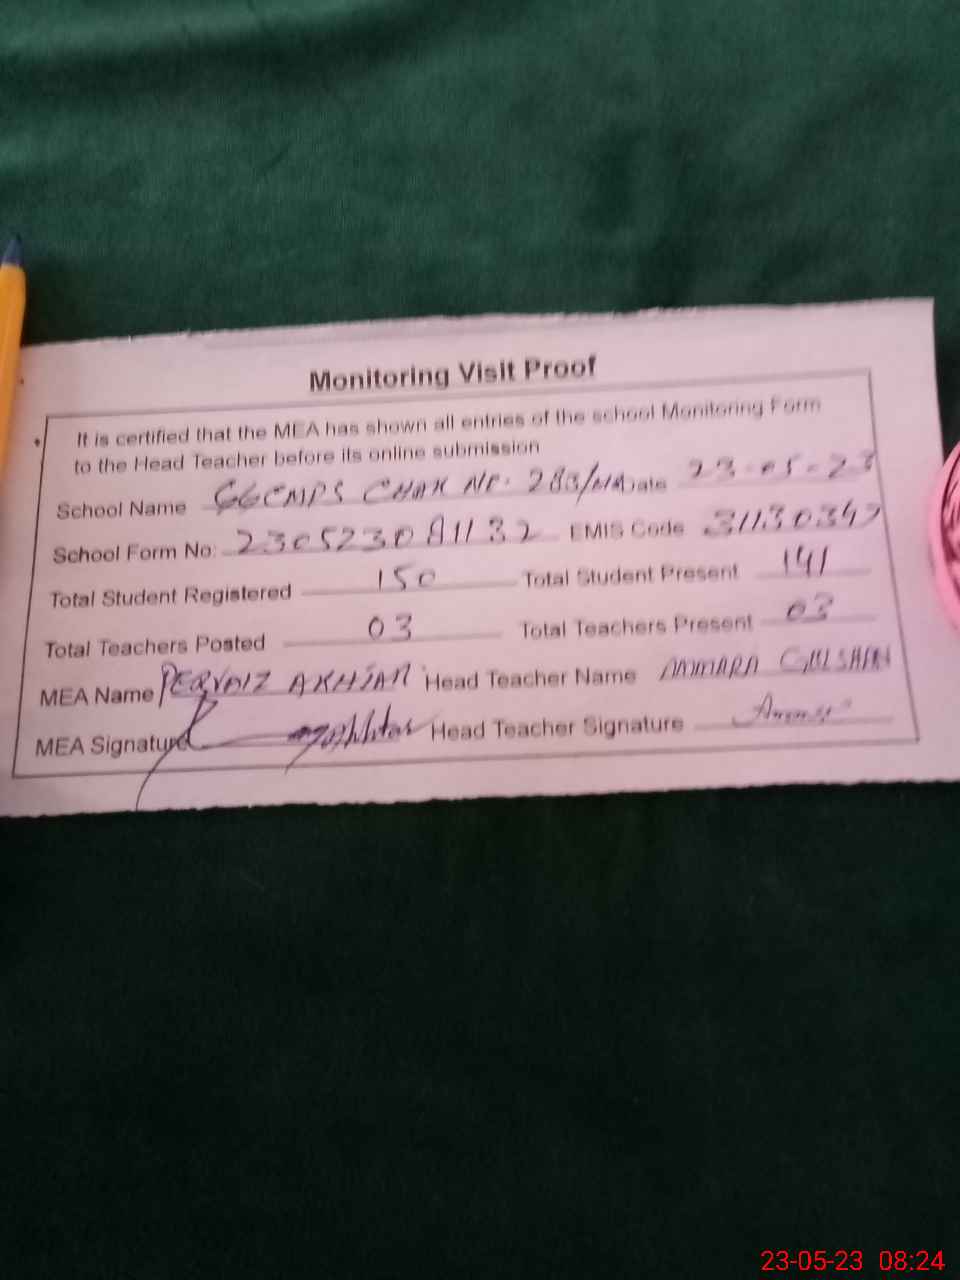 Monitoring Visit Proof
It is certified that the MEA has shown all entries of the school Monitoring Form
to the Head Teacher before its online submission
School Name GGCMPS CHAK NO. 283/HR Date 23-05-23
School Form No: 230523081132 EMIS Code 31130347
Total Student Registered 150 Total Student Present 141
Total Teachers Posted 03 Total Teachers Present 03
MEA Name PERVAIZ AKHTAR Head Teacher Name AMMARA GULSHAN
MEA Signature Head Teacher Signature
23-05-23 08:24